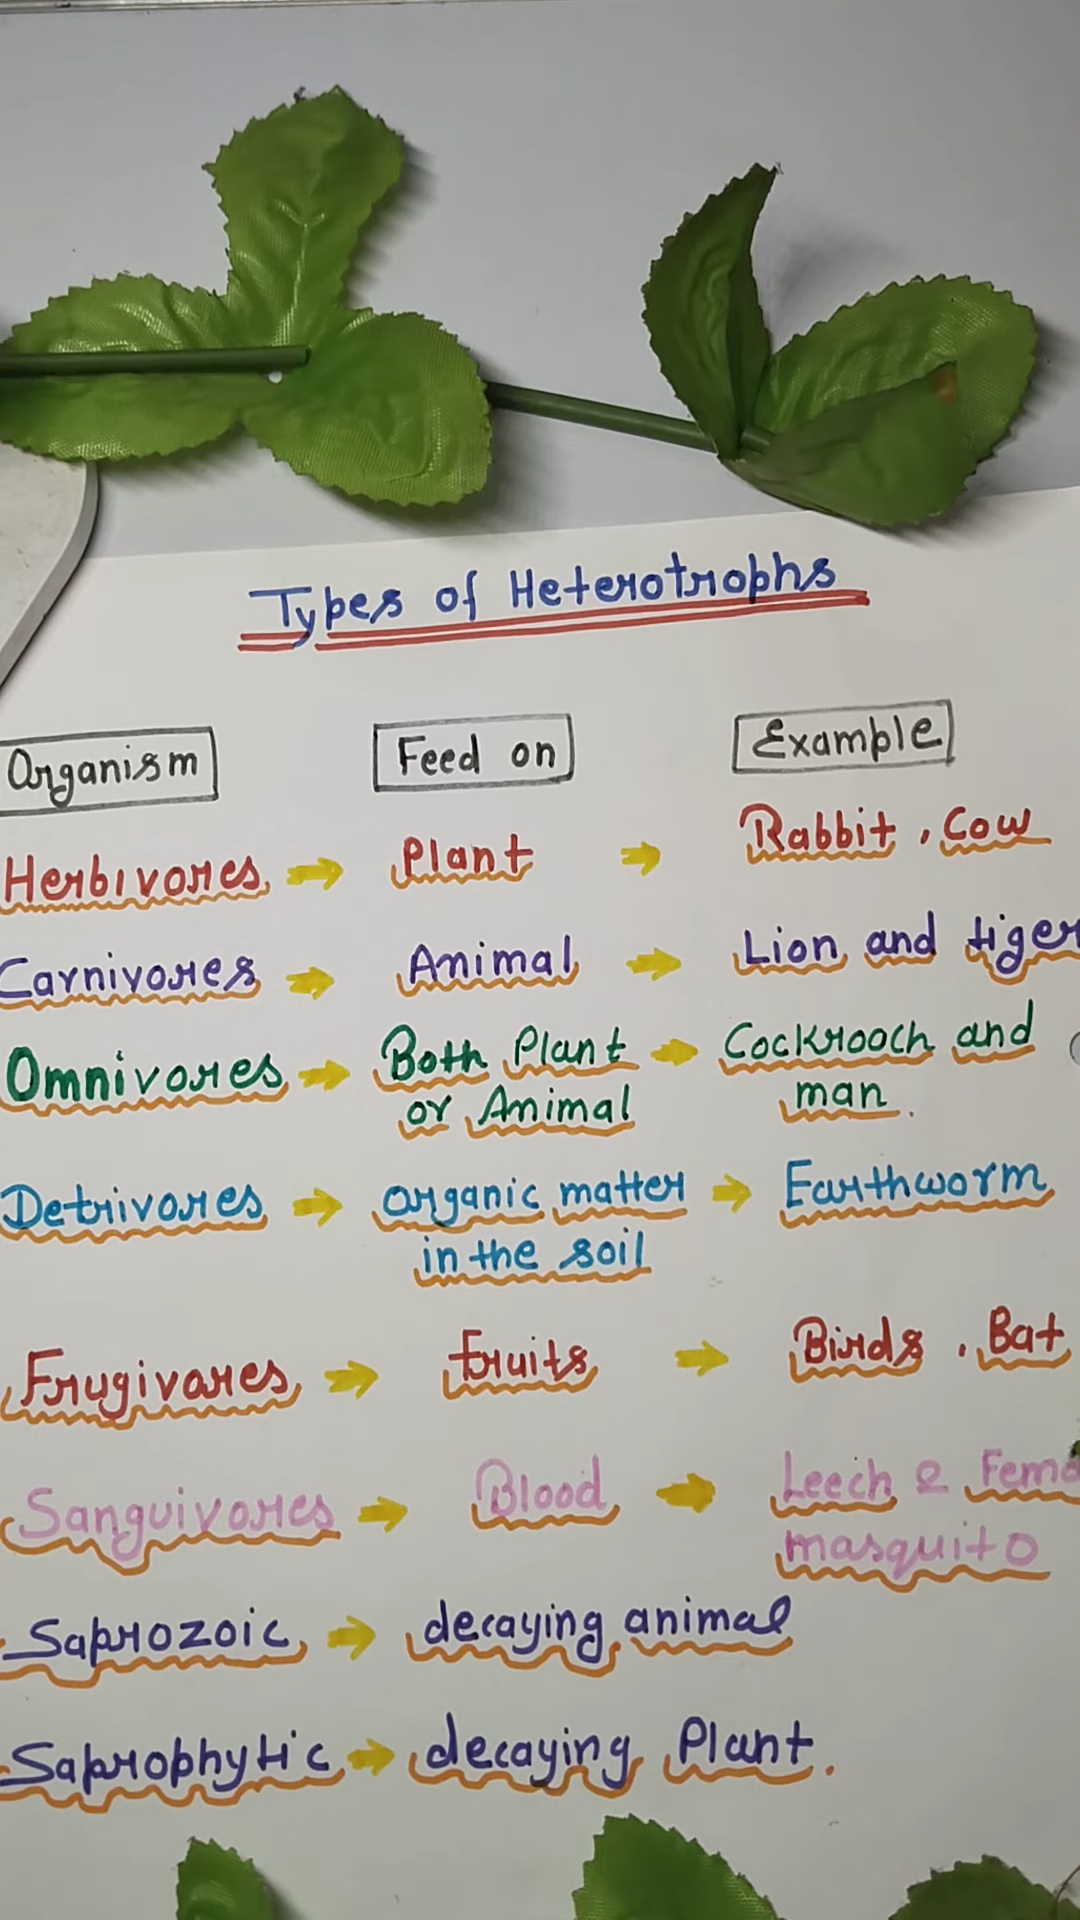 Types of Heterotrophs
Organism Feed on Example
Herbivores → Plant → Rabbit, Cow
Carnivores → Animal → Lion and tiger
Omnivores → Both Plant → Cockrooch and
or Animal man.
Detrivores → organic matter → Earthworm
in the soil
Frugivares → fruits → Birds, Bat
Sanguivores → Blood → Leech & Fema
masquito
Saprozoic → decaying animal
Saprophytic → decaying Plant.